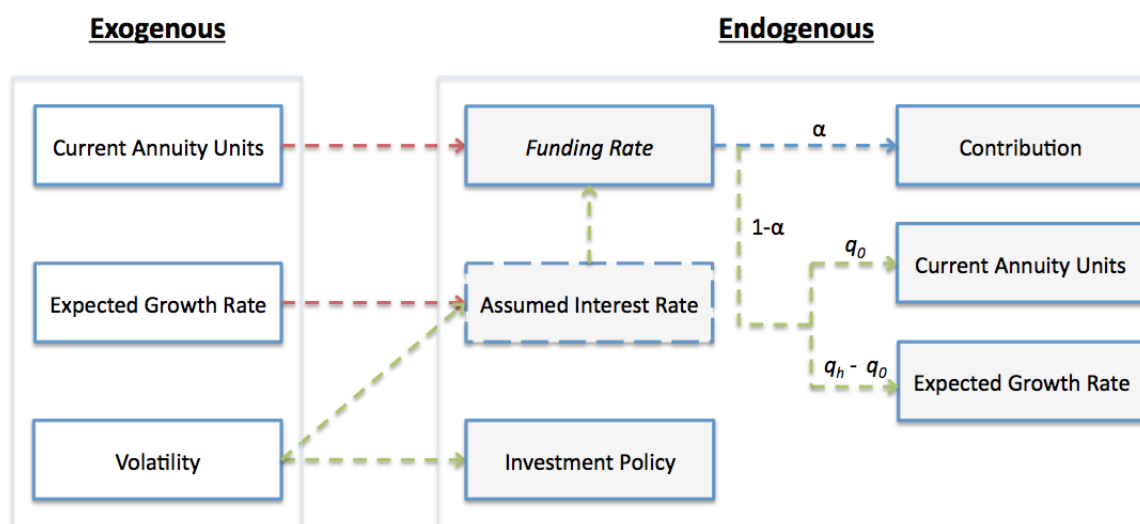 Exogenous
Endogenous
Current Annuity Units
Funding Rate
α
Contribution
1-α
q0
Current Annuity Units
Expected Growth Rate
Assumed Interest Rate
qh - q0
Expected Growth Rate
Volatility
Investment Policy